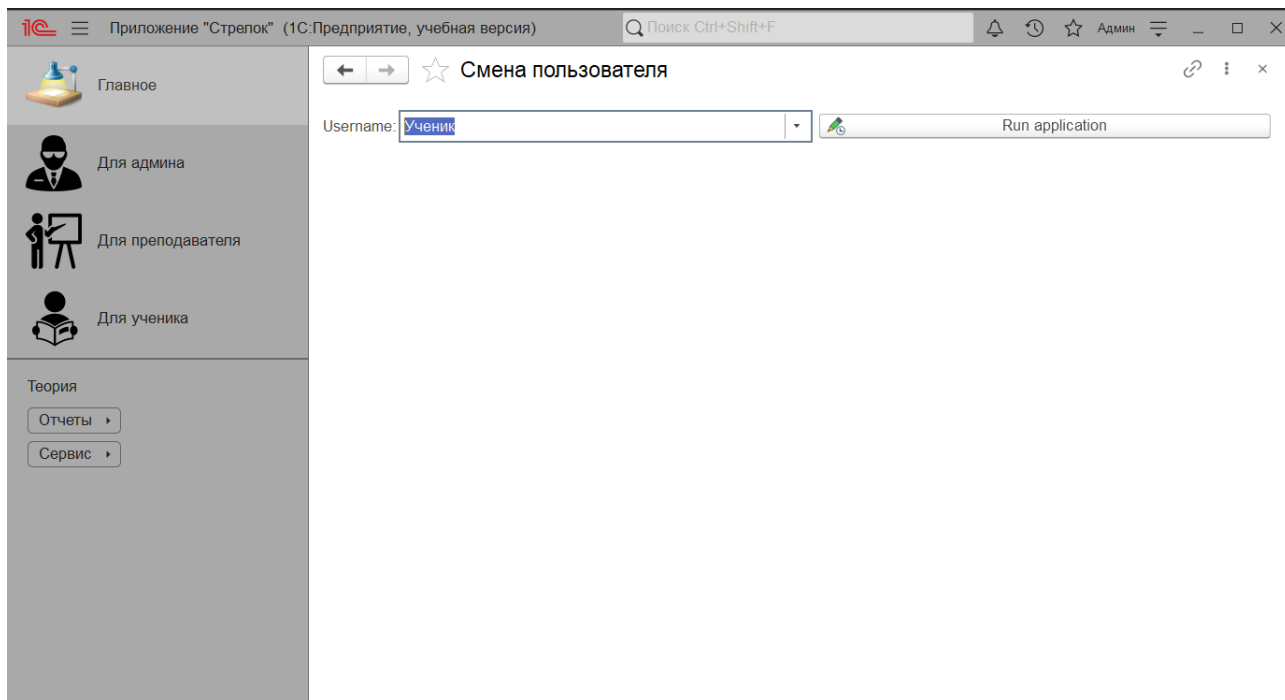 1С Приложение "Стрелок" (1С:Предприятие, учебная версия) Поиск Ctrl+Shift+F Админ
Главное
Для админа
Для преподавателя
Для ученика
Теория
Отчеты
Сервис
Смена пользователя
Username: Ученик Run application